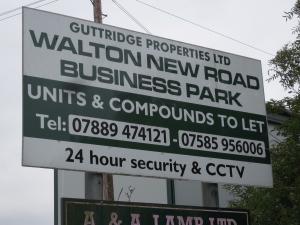 GUTTRIDGE PROPERTIES LTD
WALTON NEW ROAD
BUSINESS PARK
UNITS & COMPOUNDS TO LET
Tel: 07889 474121 - 07585 956006
24 hour security & CCTV
A & A LAMB LTD